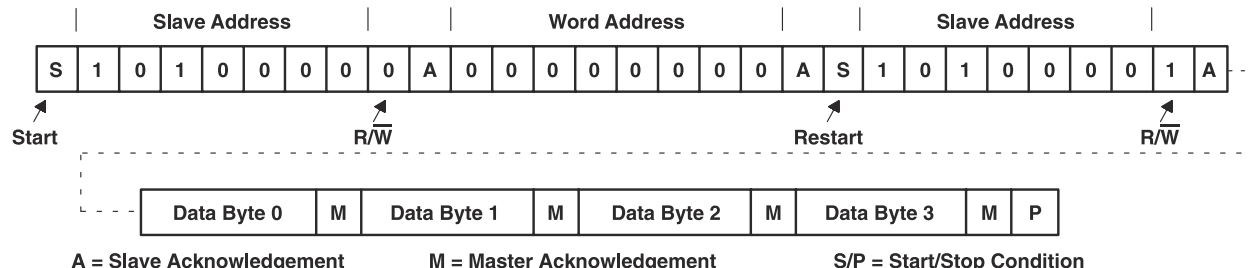 Slave Address Word Address Slave Address
S 1 0 1 0 0 0 0 0 A 0 0 0 0 0 0 0 0 A S 1 0 1 0 0 0 0 1 A
Start R/W̅ Restart R/W̅
Data Byte 0 M Data Byte 1 M Data Byte 2 M Data Byte 3 M P
A = Slave Acknowledgement M = Master Acknowledgement S/P = Start/Stop Condition